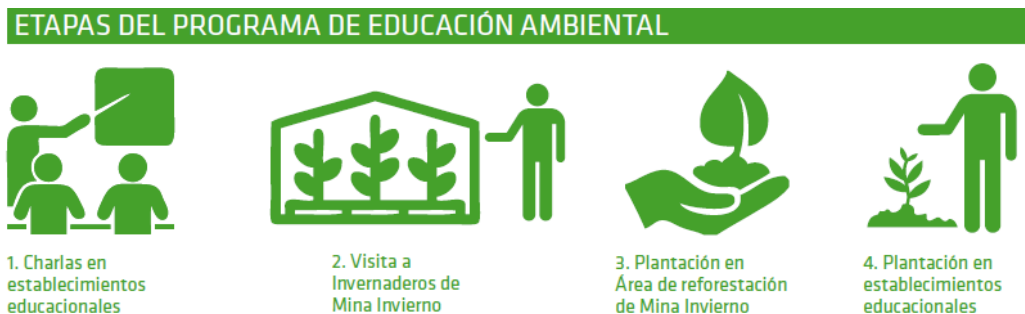 ETAPAS DEL PROGRAMA DE EDUCACIÓN AMBIENTAL
1. Charlas en
establecimientos
educacionales
2. Visita a
Invernaderos de
Mina Invierno
3. Plantación en
Área de reforestación
de Mina Invierno
4. Plantación en
establecimientos
educacionales